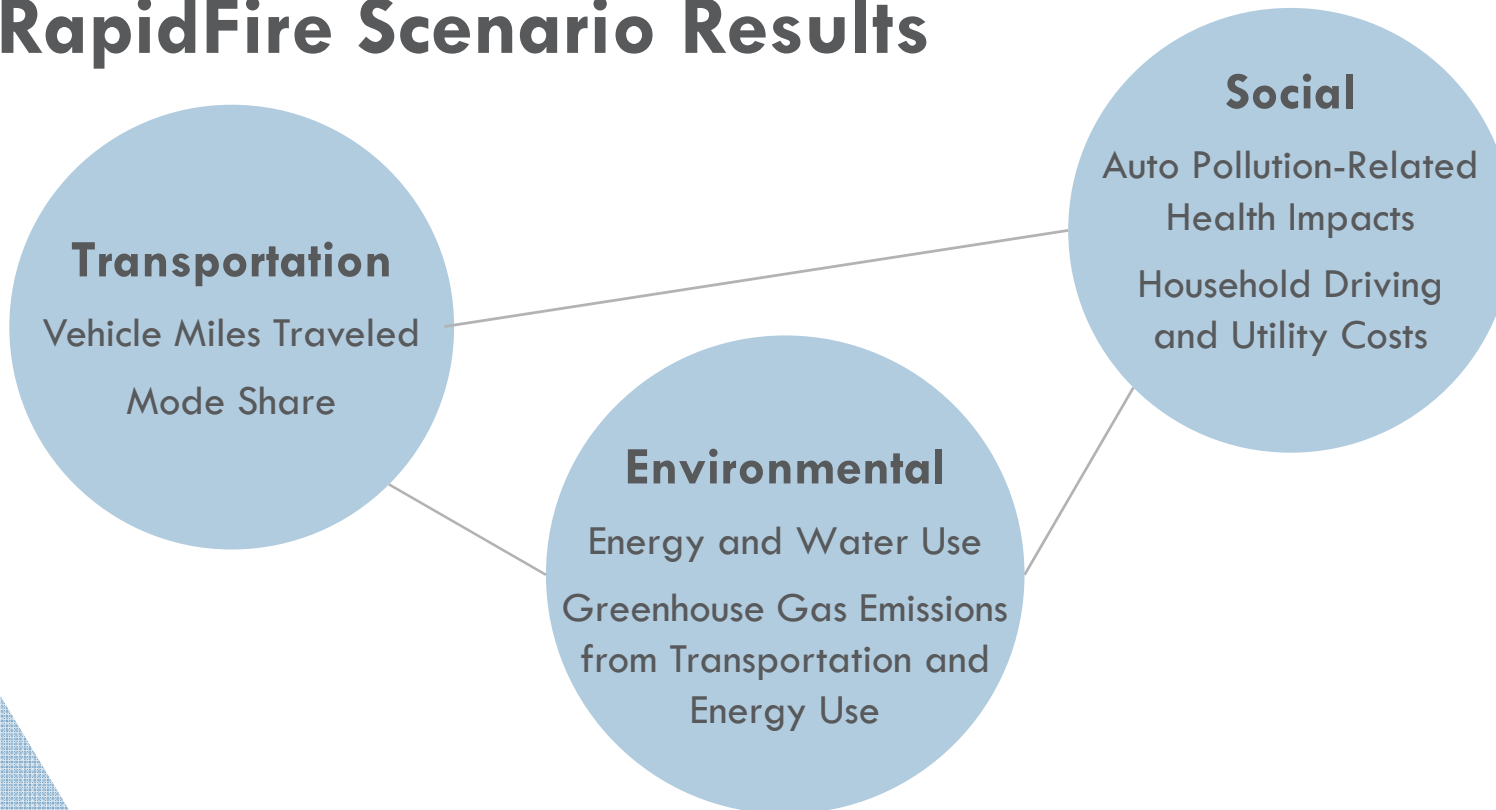 RapidFire Scenario Results
Transportation
Vehicle Miles Traveled
Mode Share
Environmental
Energy and Water Use
Greenhouse Gas Emissions
from Transportation and
Energy Use
Social
Auto Pollution-Related
Health Impacts
Household Driving
and Utility Costs